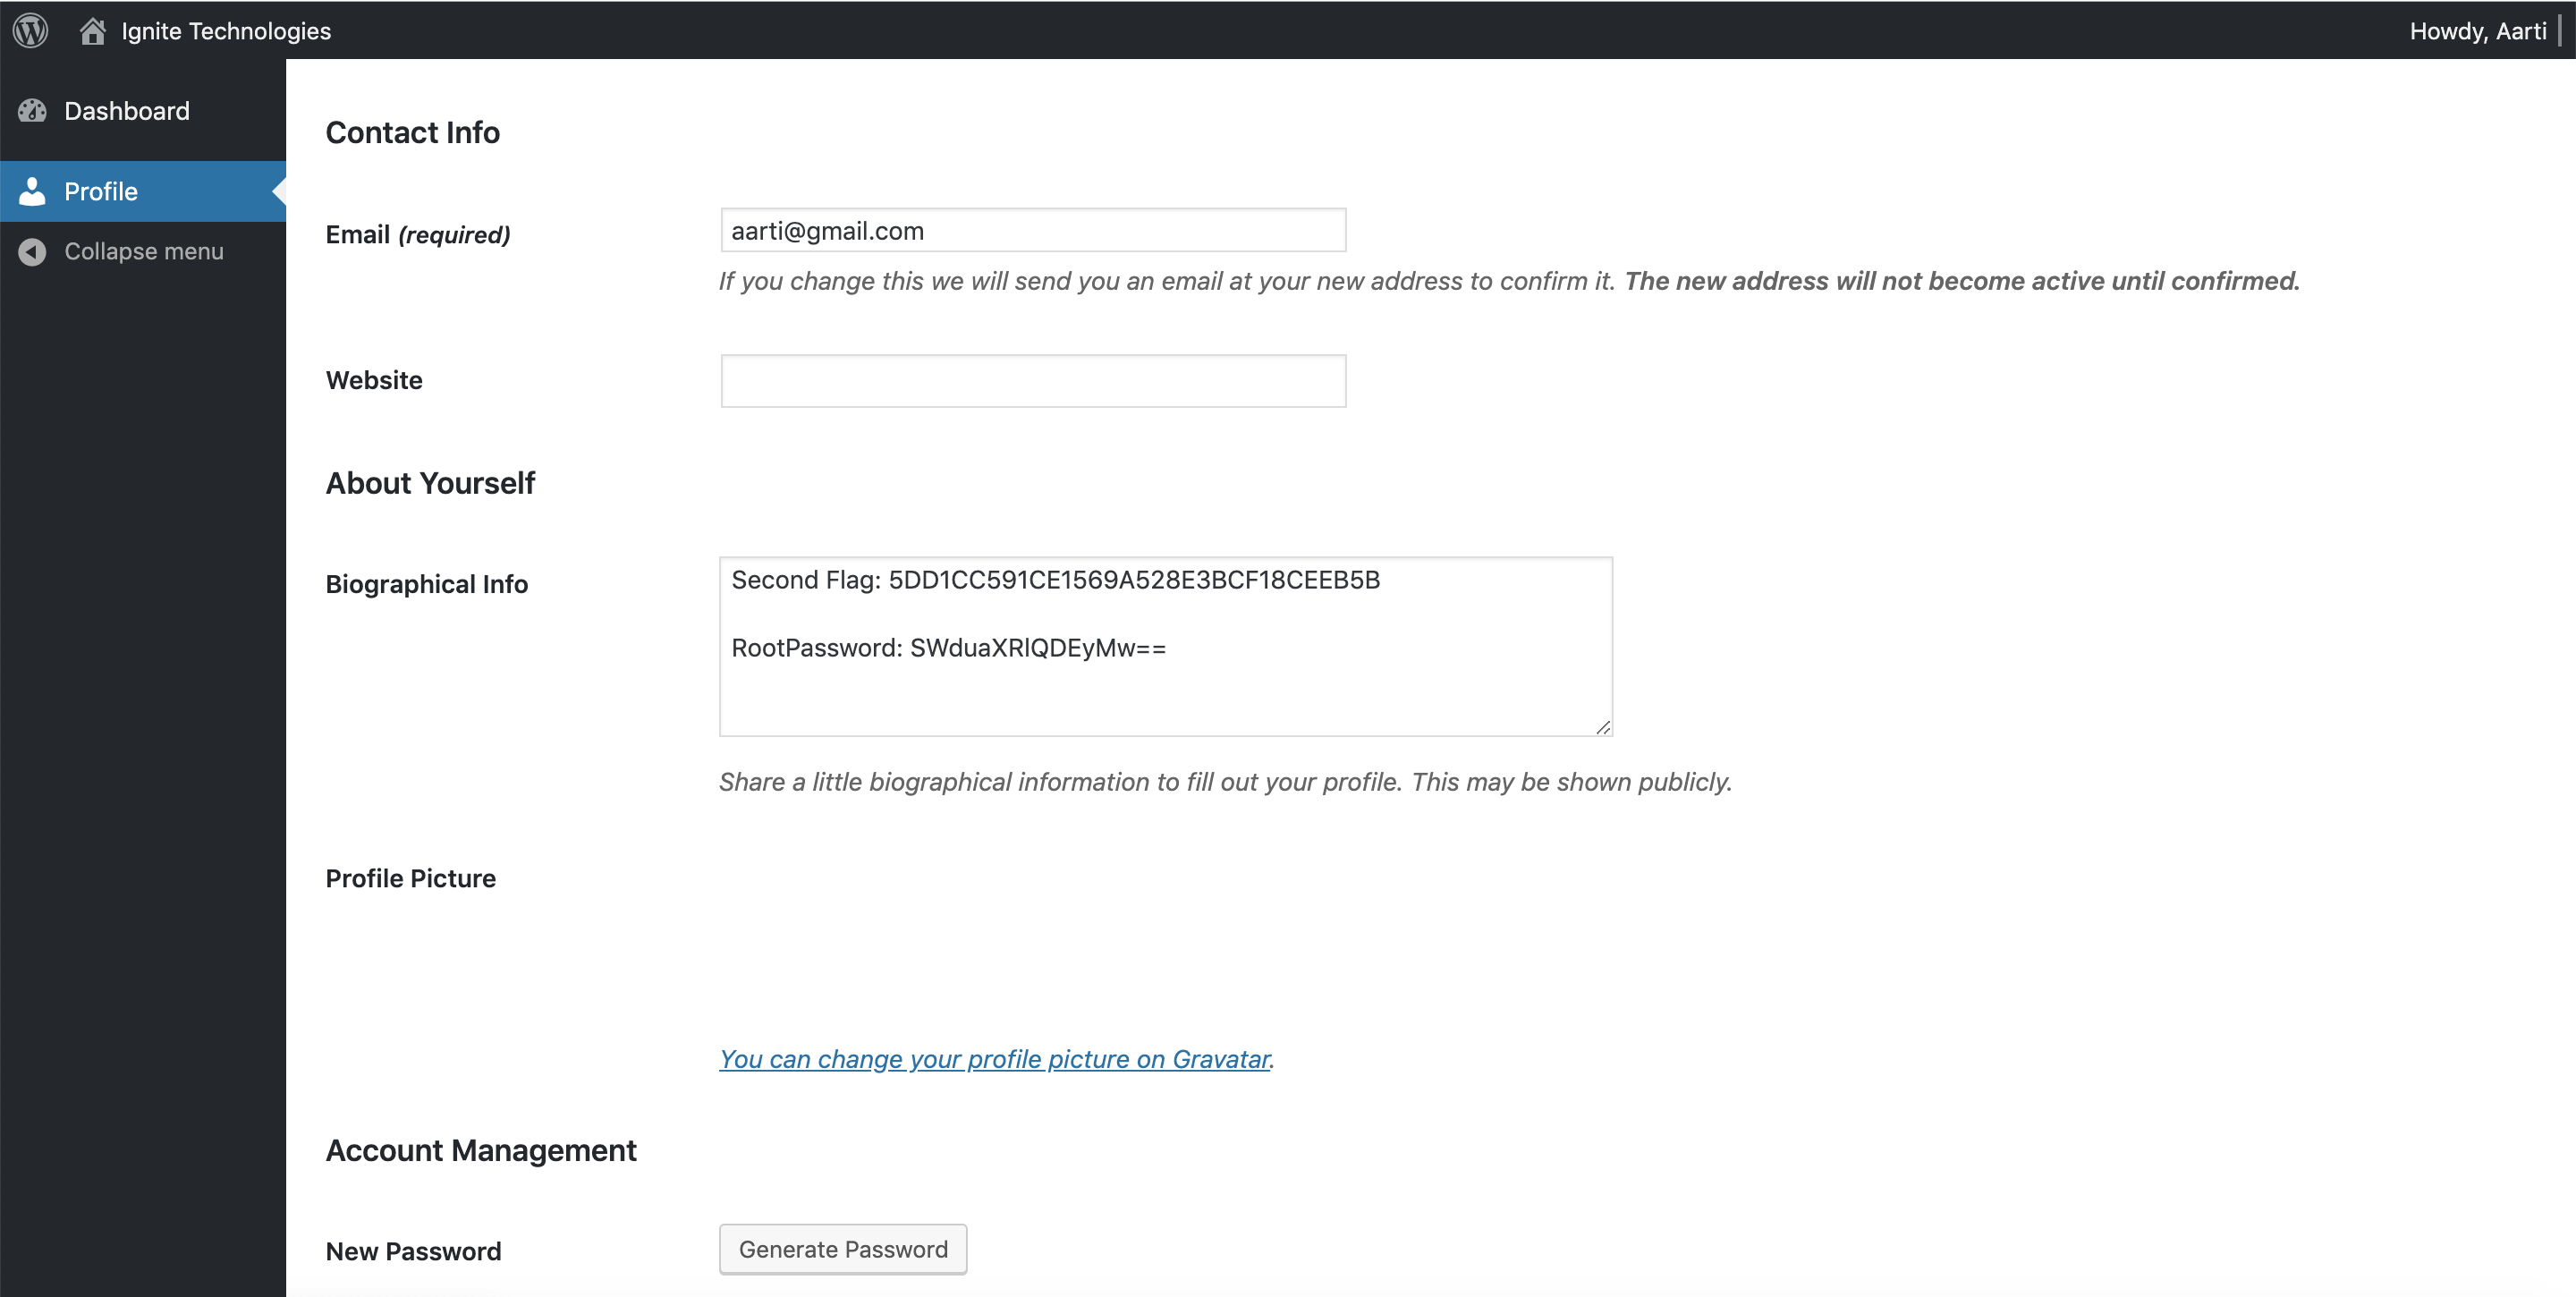 Ignite Technologies
Howdy, Aarti
Dashboard
Profile
Collapse menu
Contact Info
Email (required)
aarti@gmail.com
If you change this we will send you an email at your new address to confirm it. The new address will not become active until confirmed.
Website
About Yourself
Biographical Info
Second Flag: 5DD1CC591CE1569A528E3BCF18CEEB5B
RootPassword: SWduaXRlQDEyMw==
Share a little biographical information to fill out your profile. This may be shown publicly.
Profile Picture
You can change your profile picture on Gravatar.
Account Management
New Password
Generate Password